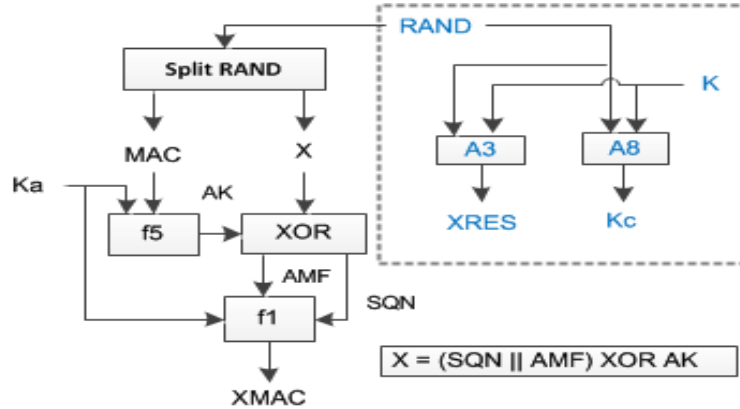 RAND
Split RAND
K
MAC
X
A3
A8
Ka
AK
XRES
Kc
f5
XOR
AMF
SQN
f1
X = (SQN || AMF) XOR AK
XMAC